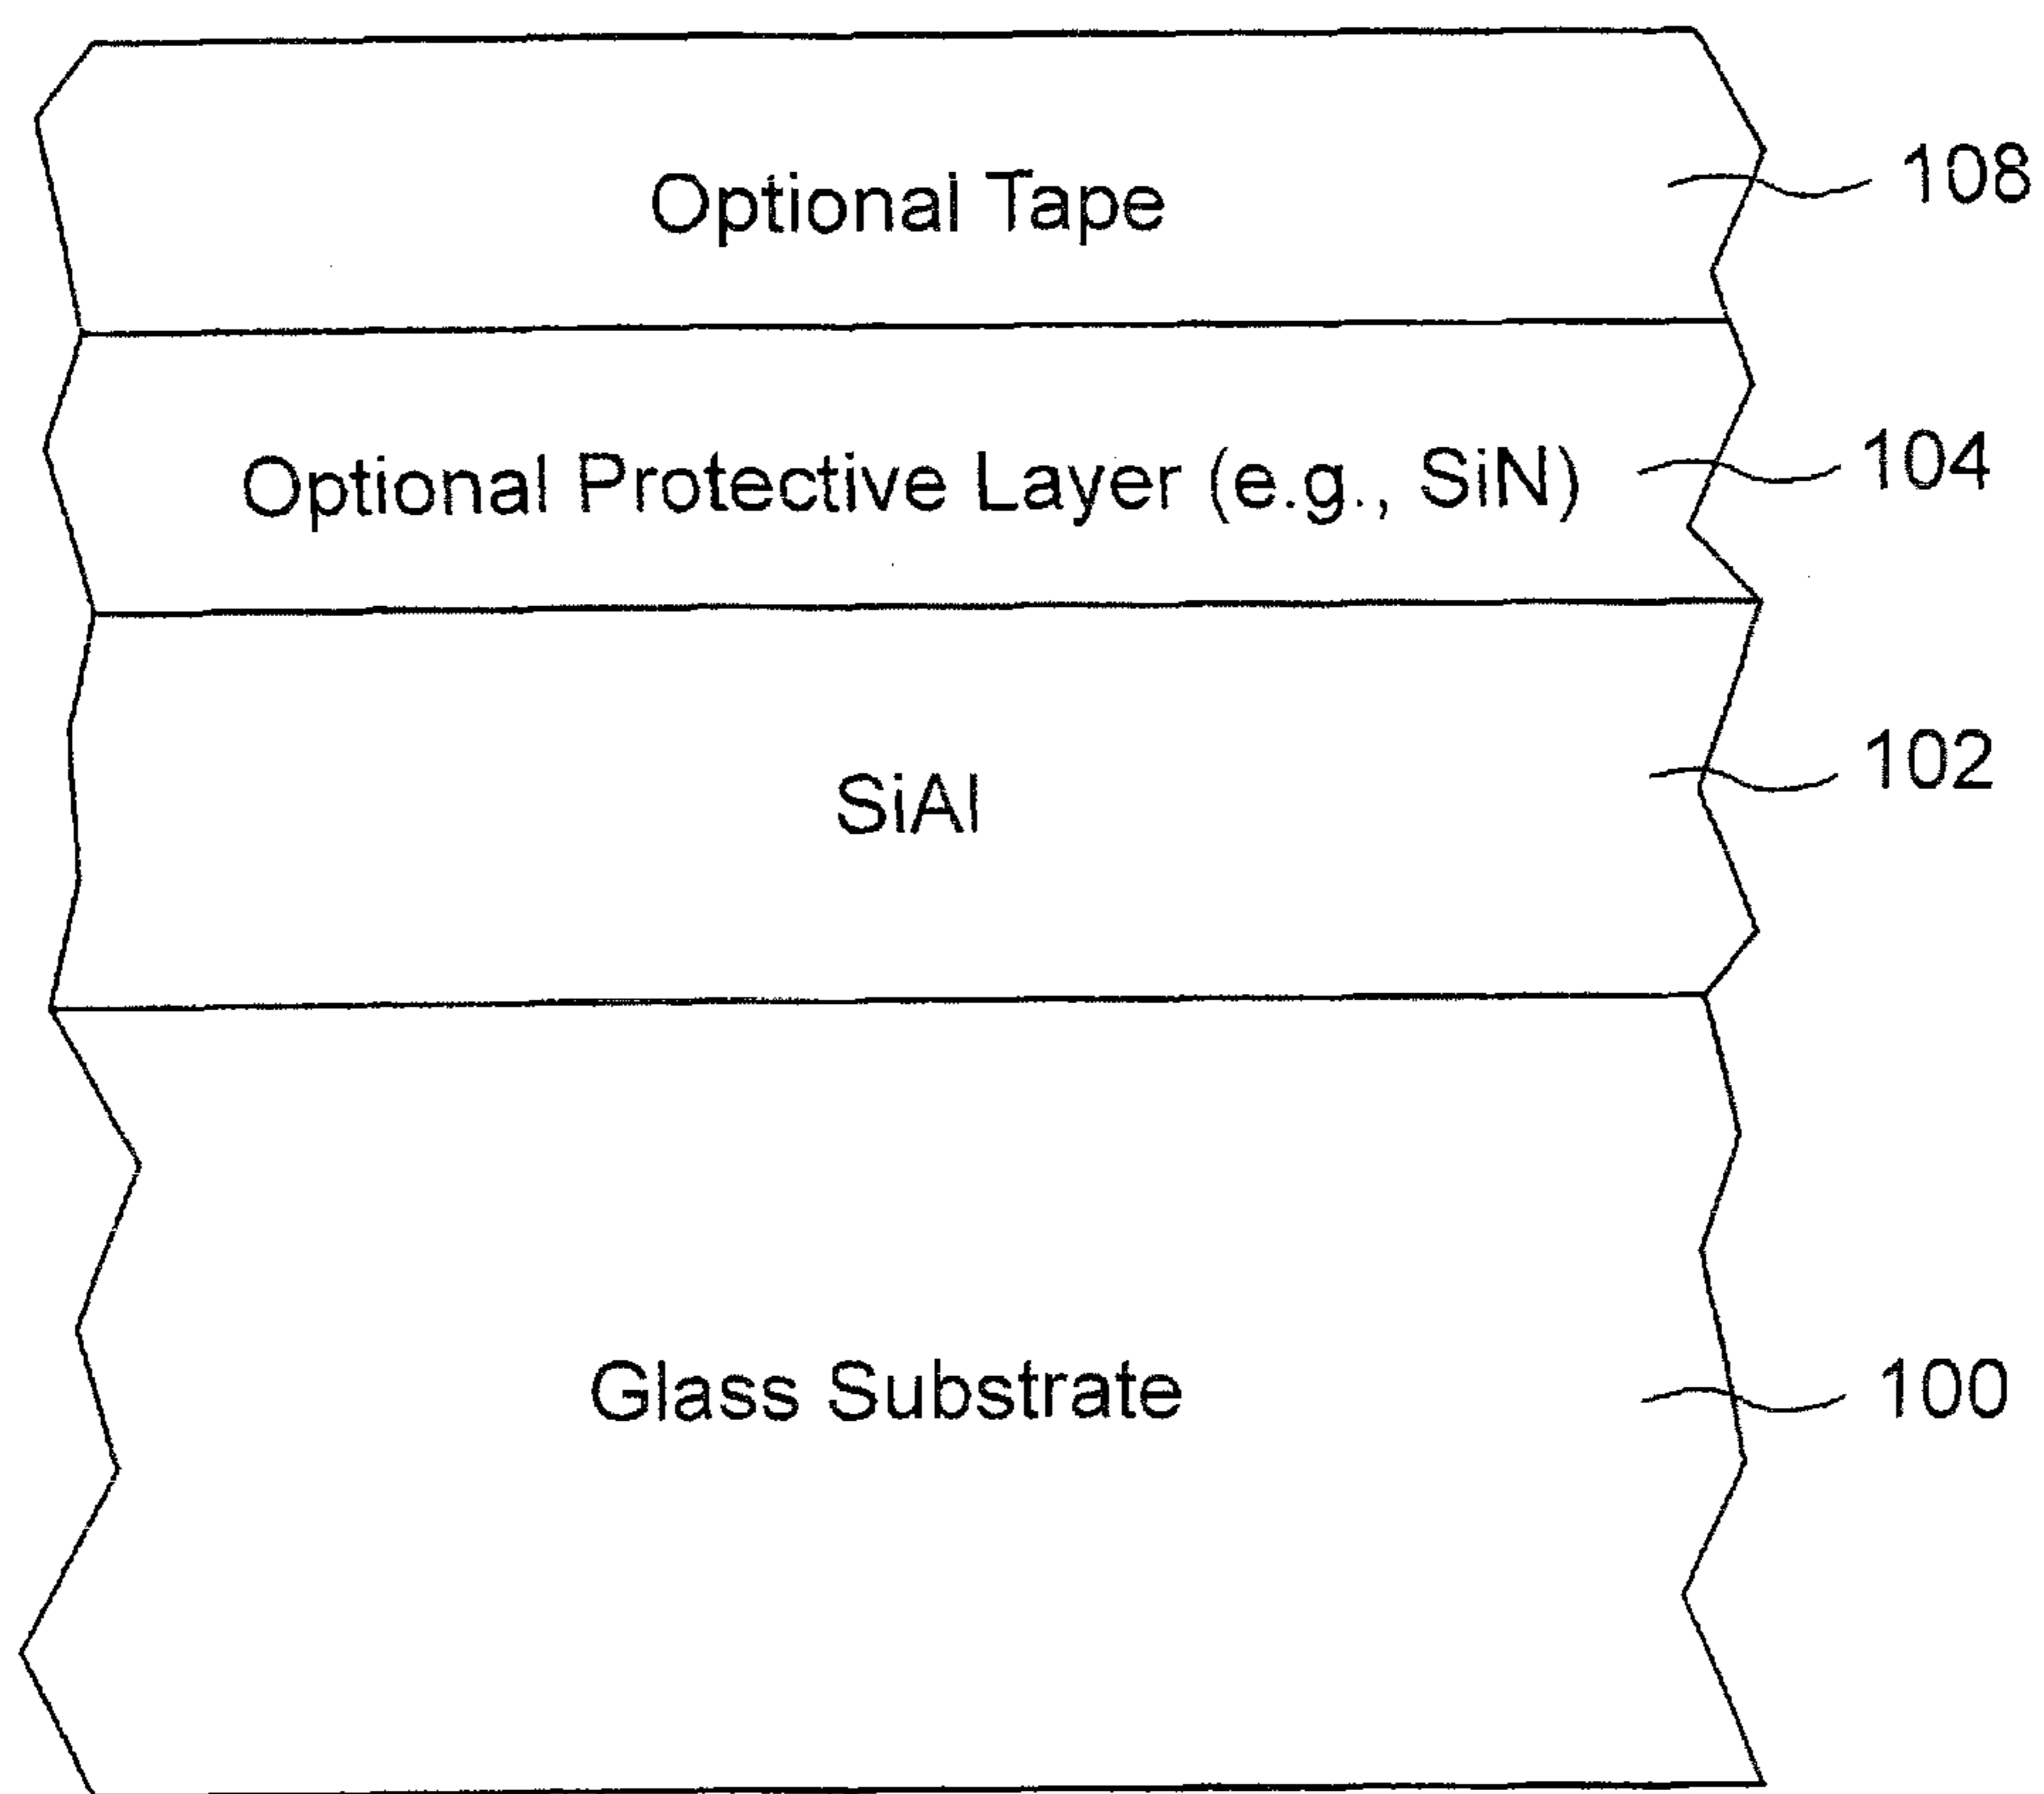 Optional Tape 108
Optional Protective Layer (e.g., SiN) 104
SiAl 102
Glass Substrate 100